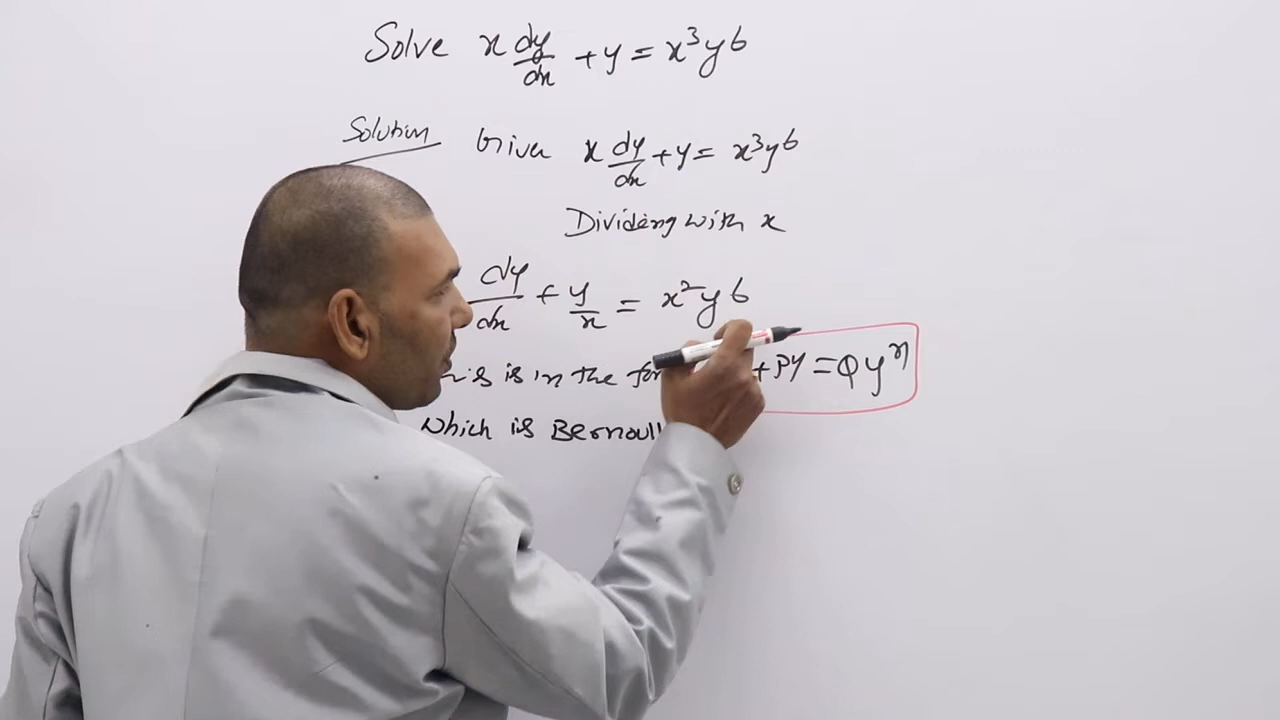 Solve x dy/dx + y = x³y⁶
Solution Given x dy/dx + y = x³y⁶
Dividing with x
dy/dx + y/x = x²y⁶
is in the + Py = Qyⁿ
Which is